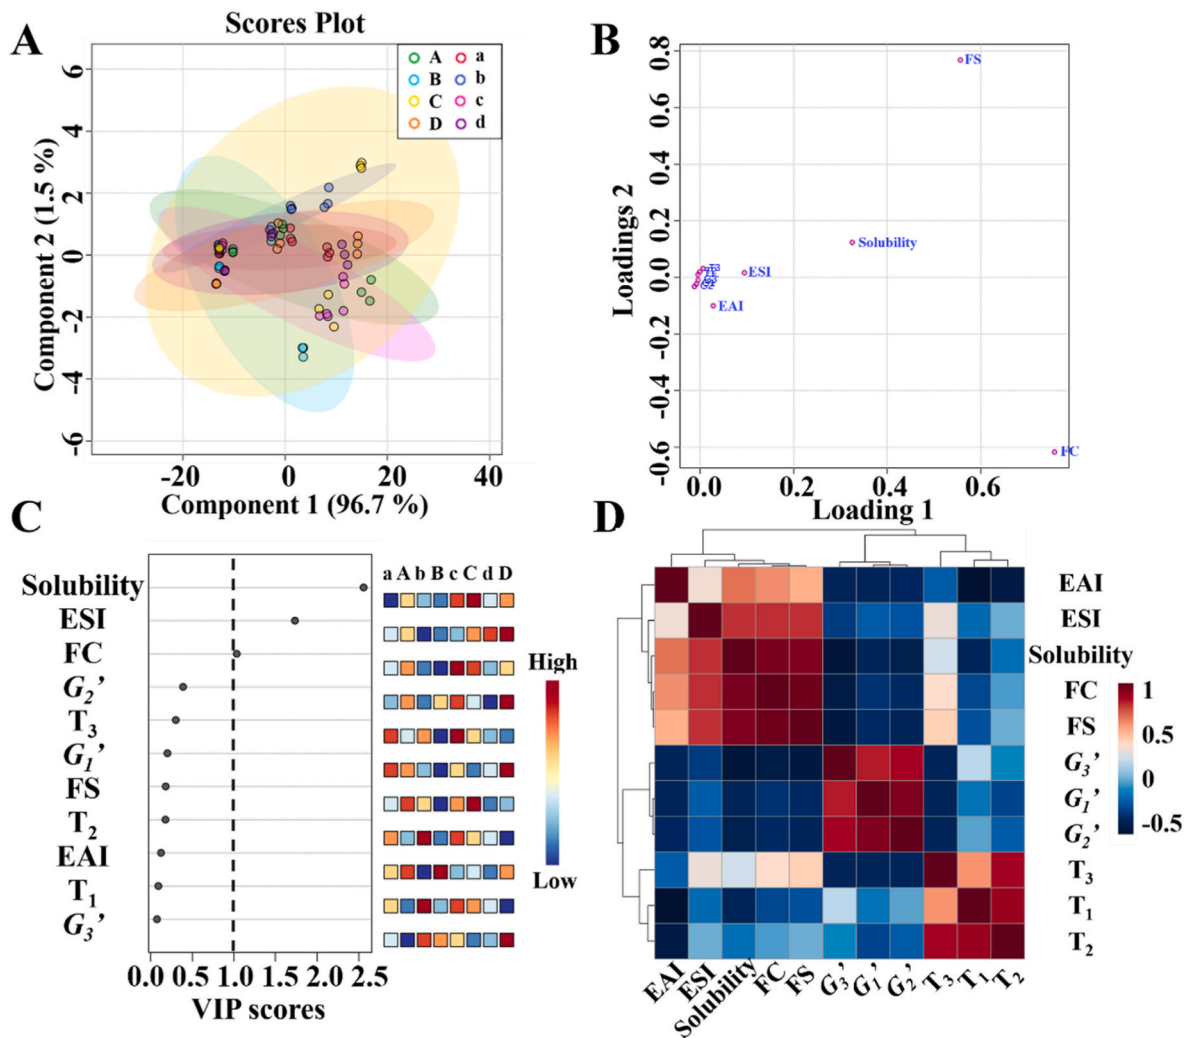 A
Scores Plot
A a
B b
C c
D d
6
4
2
0
-2
-4
-6
Component 2 (1.5 %)
-20 0 20 40
Component 1 (96.7 %)
B
0.8
0.6
0.4
0.2
0.0
-0.2
-0.4
-0.6
Loadings 2
FS
Solubility
T3
ESI
G2'
EAI
FC
0.0 0.2 0.4 0.6
Loading 1
C
Solubility
ESI
FC
G2’
T3
G1’
FS
T2
EAI
T1
G3’
0.0 0.5 1.0 1.5 2.0 2.5
VIP scores
a A b B c C d D
High
Low
D
EAI
ESI
Solubility
FC
FS
G3’
G1’
G2’
T3
T1
T2
EAI ESI Solubility FC FS G3’ G1’ G2’ T3 T1 T2
1
0.5
0
-0.5